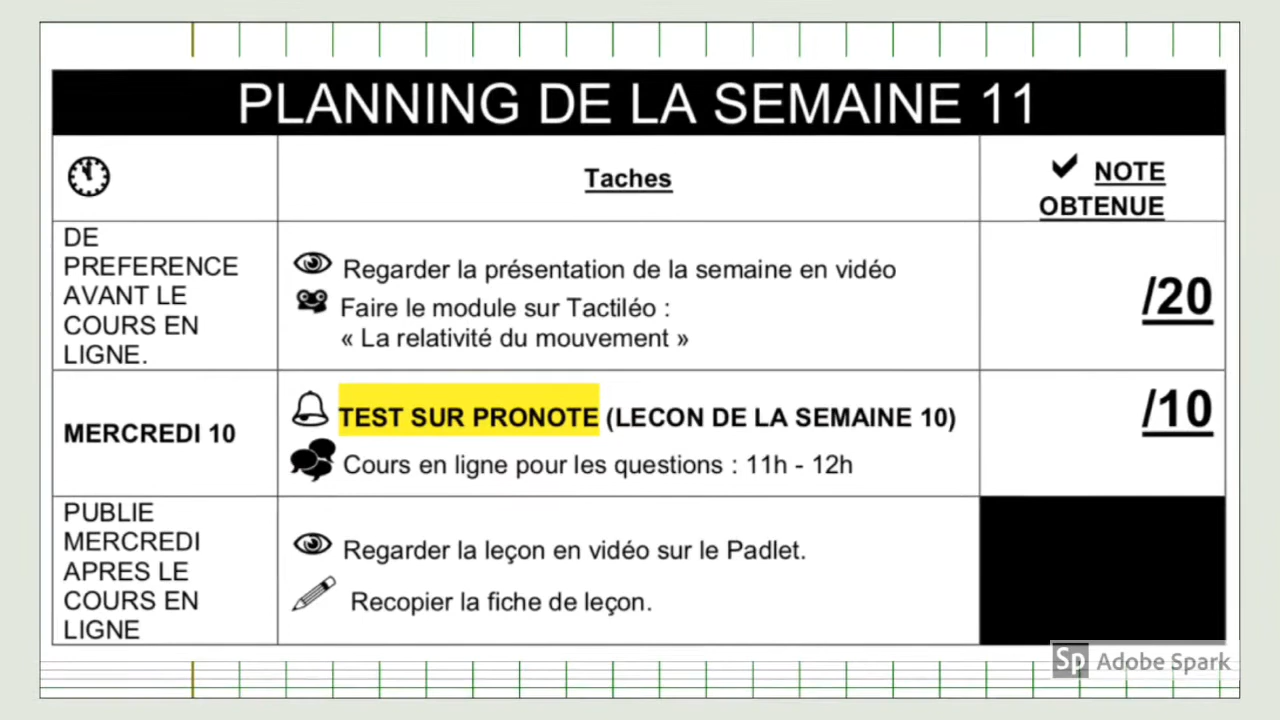 PLANNING DE LA SEMAINE 11
Taches
NOTE
OBTENUE
DE
PREFERENCE
AVANT LE
COURS EN
LIGNE.
Regarder la présentation de la semaine en vidéo
Faire le module sur Tactiléo :
« La relativité du mouvement »
/20
MERCREDI 10
TEST SUR PRONOTE (LECON DE LA SEMAINE 10)
Cours en ligne pour les questions : 11h - 12h
/10
PUBLIE
MERCREDI
APRES LE
COURS EN
LIGNE
Regarder la leçon en vidéo sur le Padlet.
Recopier la fiche de leçon.
Sp Adobe Spark